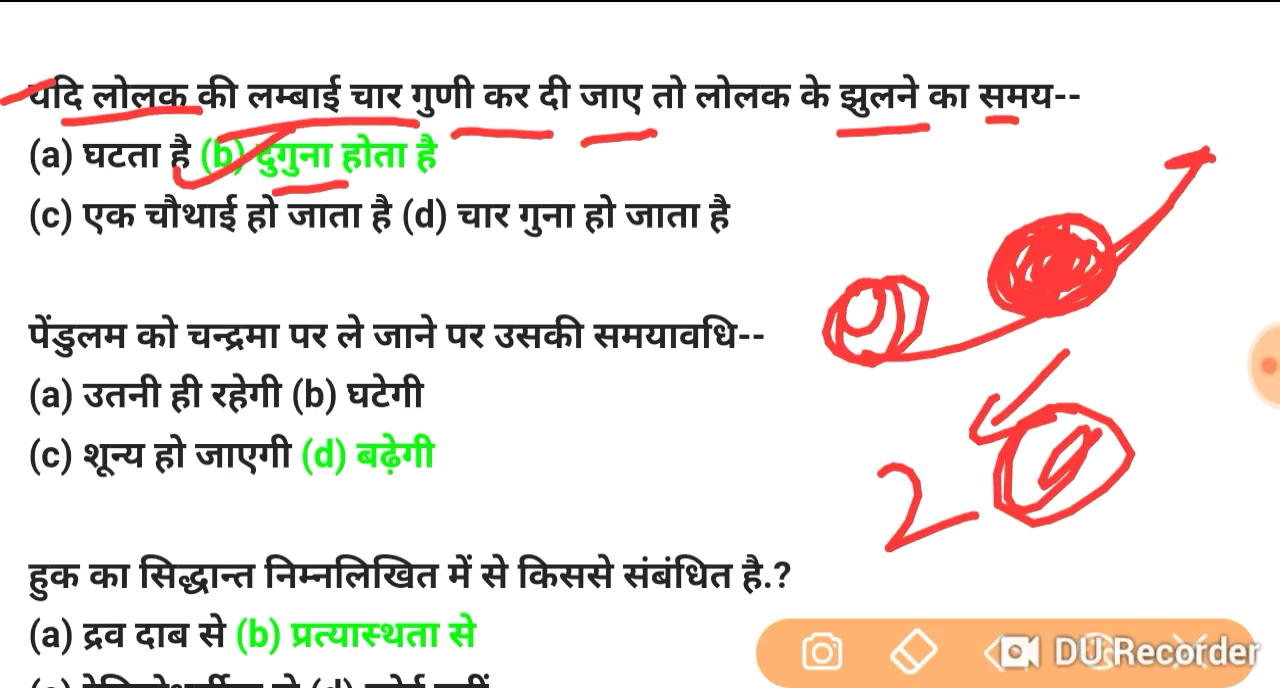 यदि लोलक की लम्बाई चार गुणी कर दी जाए तो लोलक के झुलने का समय--
(a) घटता है (b) दुगुना होता है
(c) एक चौथाई हो जाता है (d) चार गुना हो जाता है
पेंडुलम को चन्द्रमा पर ले जाने पर उसकी समयावधि--
(a) उतनी ही रहेगी (b) घटेगी
(c) शून्य हो जाएगी (d) बढ़ेगी
2
हुक का सिद्धान्त निम्नलिखित में से किससे संबंधित है.?
(a) द्रव दाब से (b) प्रत्यास्थता से
DU Recorder